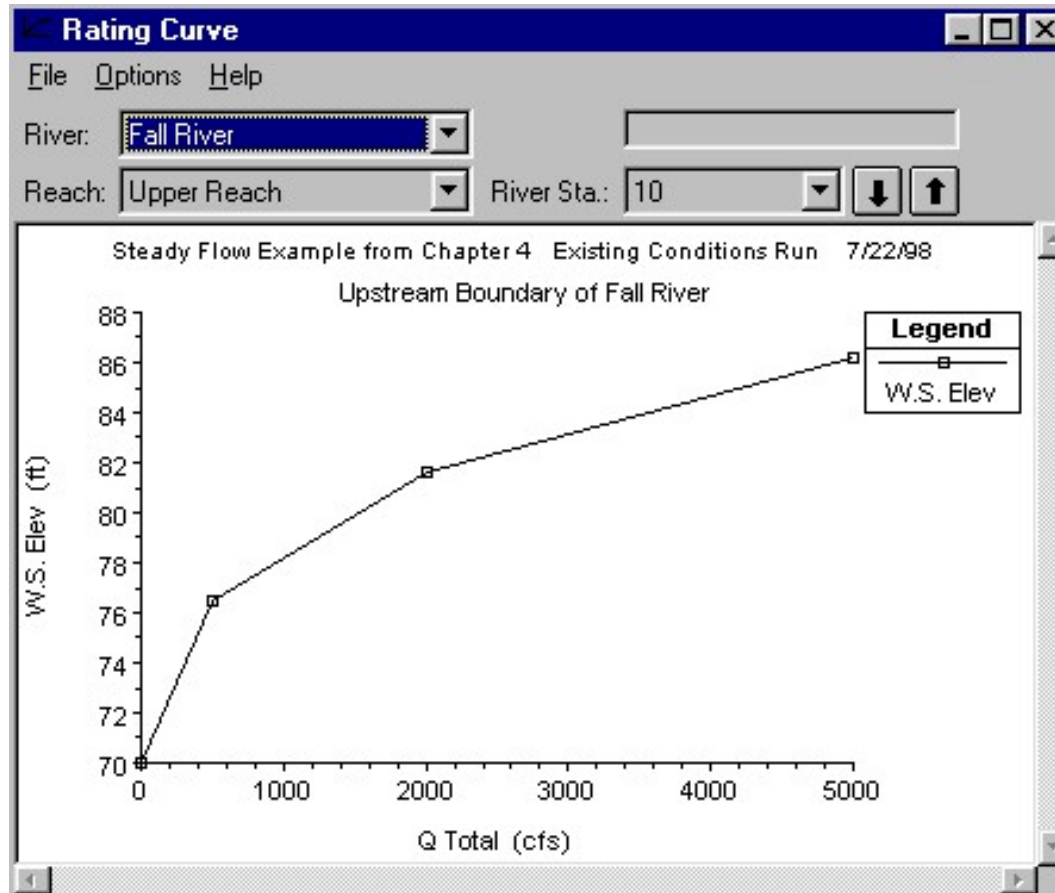 Rating Curve
File Options Help
River: Fall River
Reach: Upper Reach River Sta.: 10
Steady Flow Example from Chapter 4 Existing Conditions Run 7/22/98
Upstream Boundary of Fall River
88
86
84
82
80
78
76
74
72
70
W.S. Elev (ft)
0 1000 2000 3000 4000 5000
Q Total (cfs)
Legend
W.S. Elev